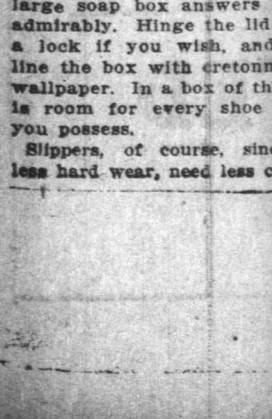 large soap box answers
admirably. Hinge the lid
a lock if you wish, and
line the box with cretonn
wallpaper. In a box of th
is room for every shoe
you possess.
Slippers, of course, sinc
less hard wear, need less c